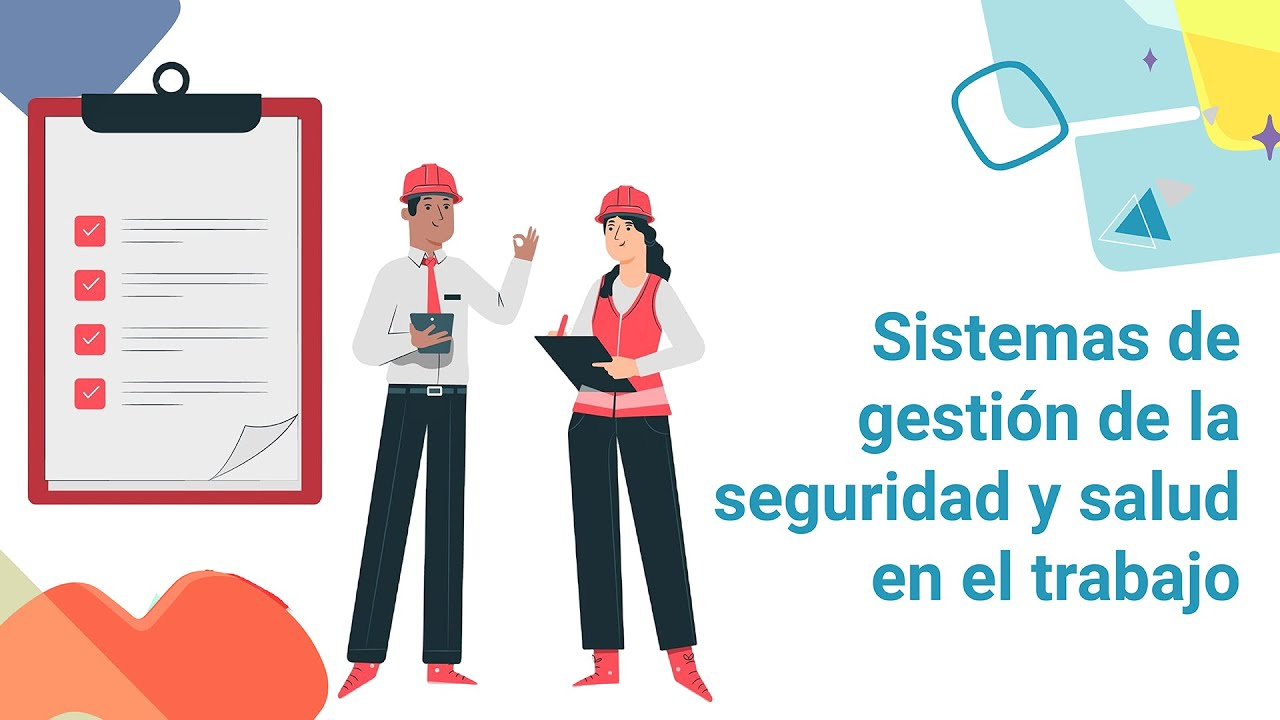 Sistemas de
gestión de la
seguridad y salud
en el trabajo